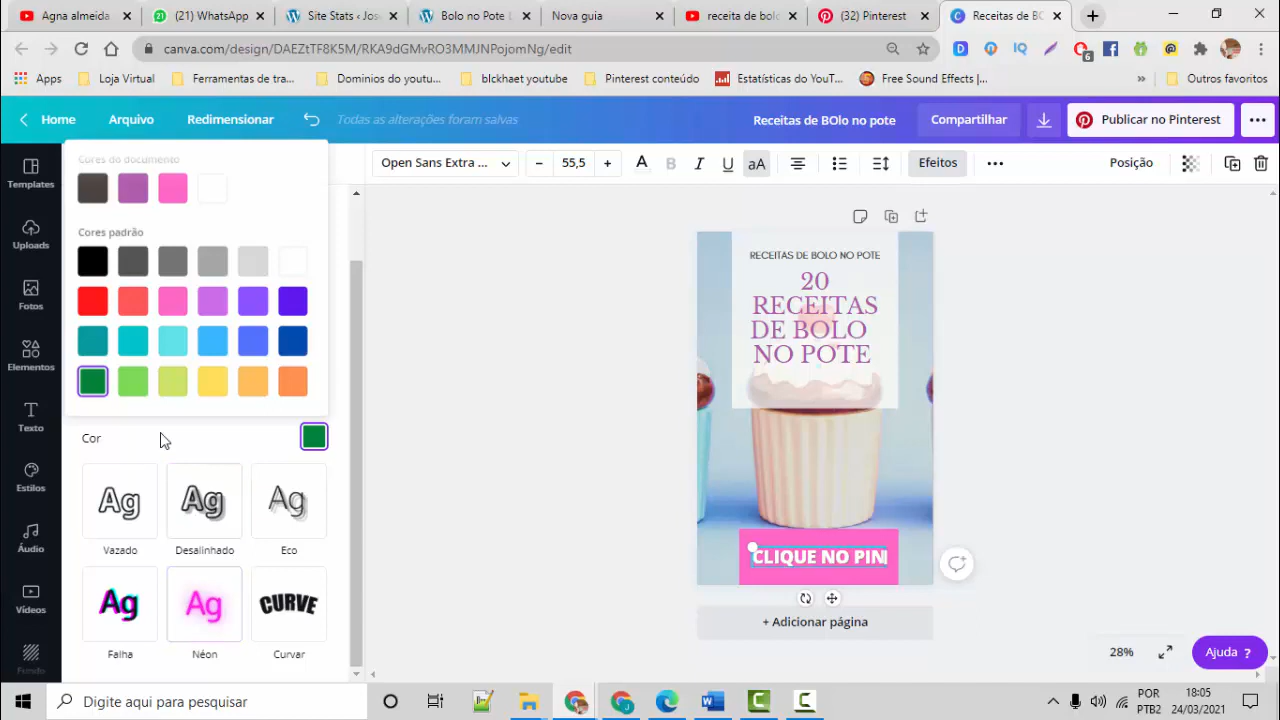 Agna almeida
(21) WhatsApp
Site Stats ‹ Jose
Bolo no Pote D
Nova guia
receita de bolo
(32) Pinterest
Receitas de BO
canva.com/design/DAEZtTF8K5M/RKA9dGMvRO3MMJNPojomNg/edit
IQ
6
Apps
Loja Virtual
Ferramentas de tra...
Dominios do youtu...
blckhaet youtube
Pinterest conteúdo
Estatísticas do YouT...
Free Sound Effects |...
»
Outros favoritos
Home
Arquivo
Redimensionar
Todas as alterações foram salvas
Receitas de BOlo no pote
Compartilhar
Publicar no Pinterest
Open Sans Extra ...
– 55,5 +
A B I U aA
Efeitos
Posição
Templates
Uploads
Fotos
Elementos
Texto
Estilos
Áudio
Vídeos
Fundo
Cores do documento
Cores padrão
Cor
Ag Ag Ag
Vazado Desalinhado Eco
Ag Ag CURVE
Falha Néon Curvar
RECEITAS DE BOLO NO POTE
20
RECEITAS
DE BOLO
NO POTE
CLIQUE NO PIN
+ Adicionar página
28%
Ajuda ?
Digite aqui para pesquisar
POR
PTB2
18:05
24/03/2021